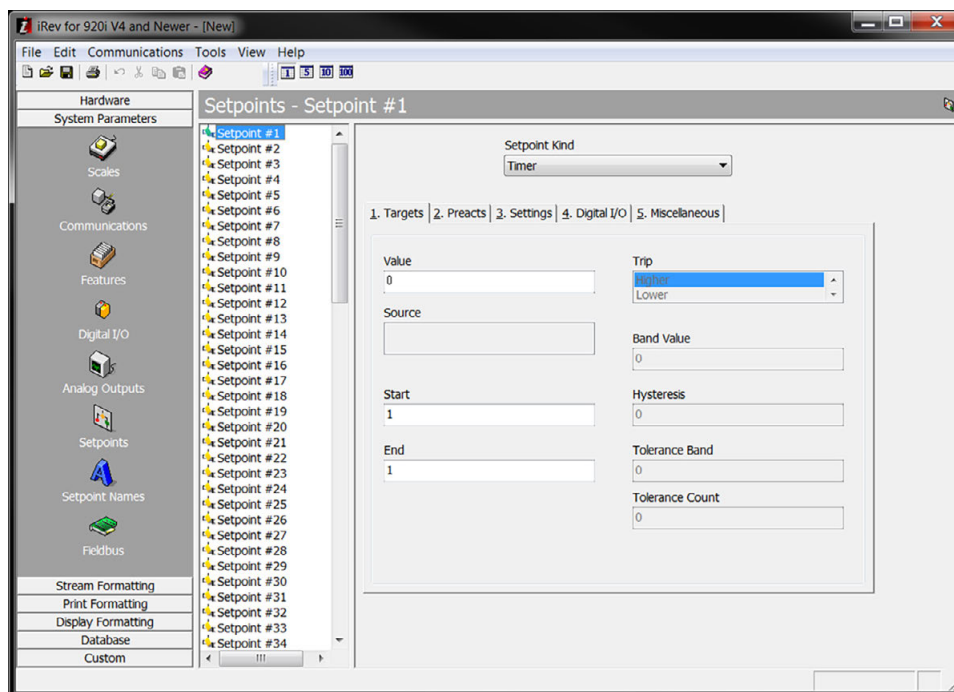 iRev for 920i V4 and Newer - [New]
File Edit Communications Tools View Help
1 5 10 100
Hardware
System Parameters
Scales
Communications
Features
Digital I/O
Analog Outputs
Setpoints
Setpoint Names
Fieldbus
Stream Formatting
Print Formatting
Display Formatting
Database
Custom
Setpoints - Setpoint #1
Setpoint #1
Setpoint #2
Setpoint #3
Setpoint #4
Setpoint #5
Setpoint #6
Setpoint #7
Setpoint #8
Setpoint #9
Setpoint #10
Setpoint #11
Setpoint #12
Setpoint #13
Setpoint #14
Setpoint #15
Setpoint #16
Setpoint #17
Setpoint #18
Setpoint #19
Setpoint #20
Setpoint #21
Setpoint #22
Setpoint #23
Setpoint #24
Setpoint #25
Setpoint #26
Setpoint #27
Setpoint #28
Setpoint #29
Setpoint #30
Setpoint #31
Setpoint #32
Setpoint #33
Setpoint #34
Setpoint Kind
Timer
1. Targets 2. Preacts 3. Settings 4. Digital I/O 5. Miscellaneous
Value
0
Source
Start
1
End
1
Trip
Higher
Lower
Band Value
0
Hysteresis
0
Tolerance Band
0
Tolerance Count
0